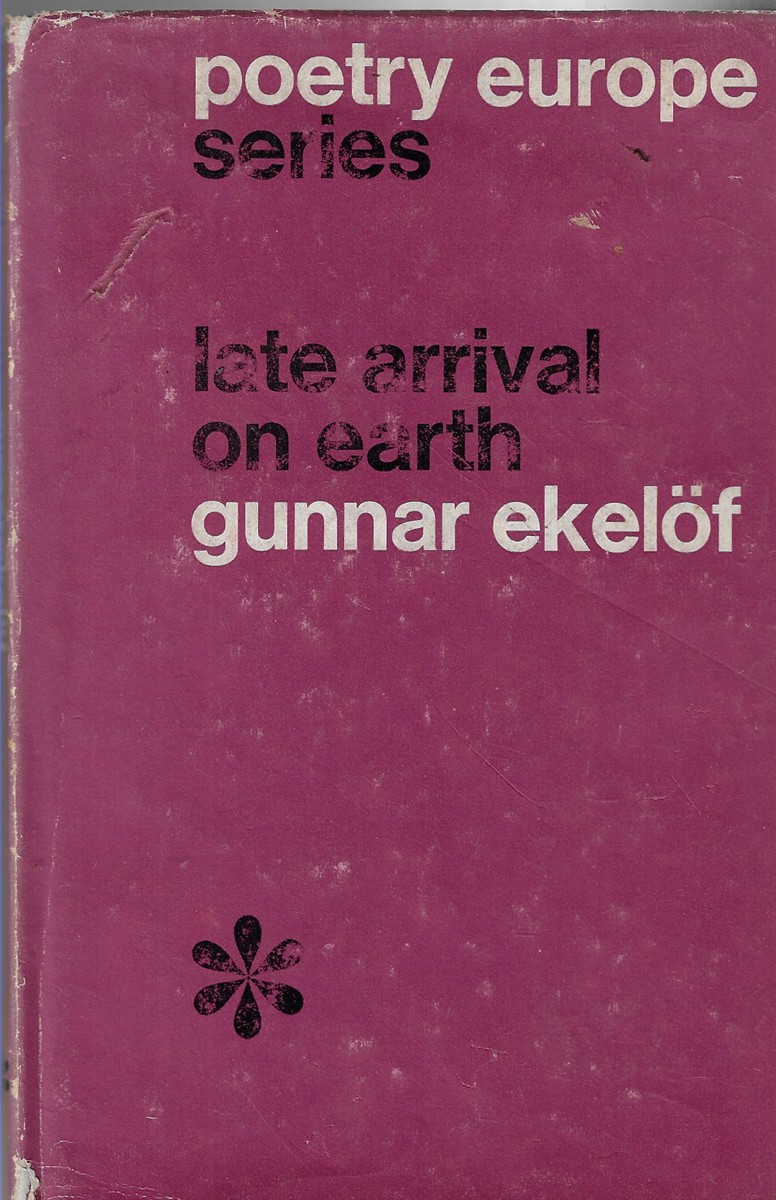 poetry europe
series
late arrival
on earth
gunnar ekelöf